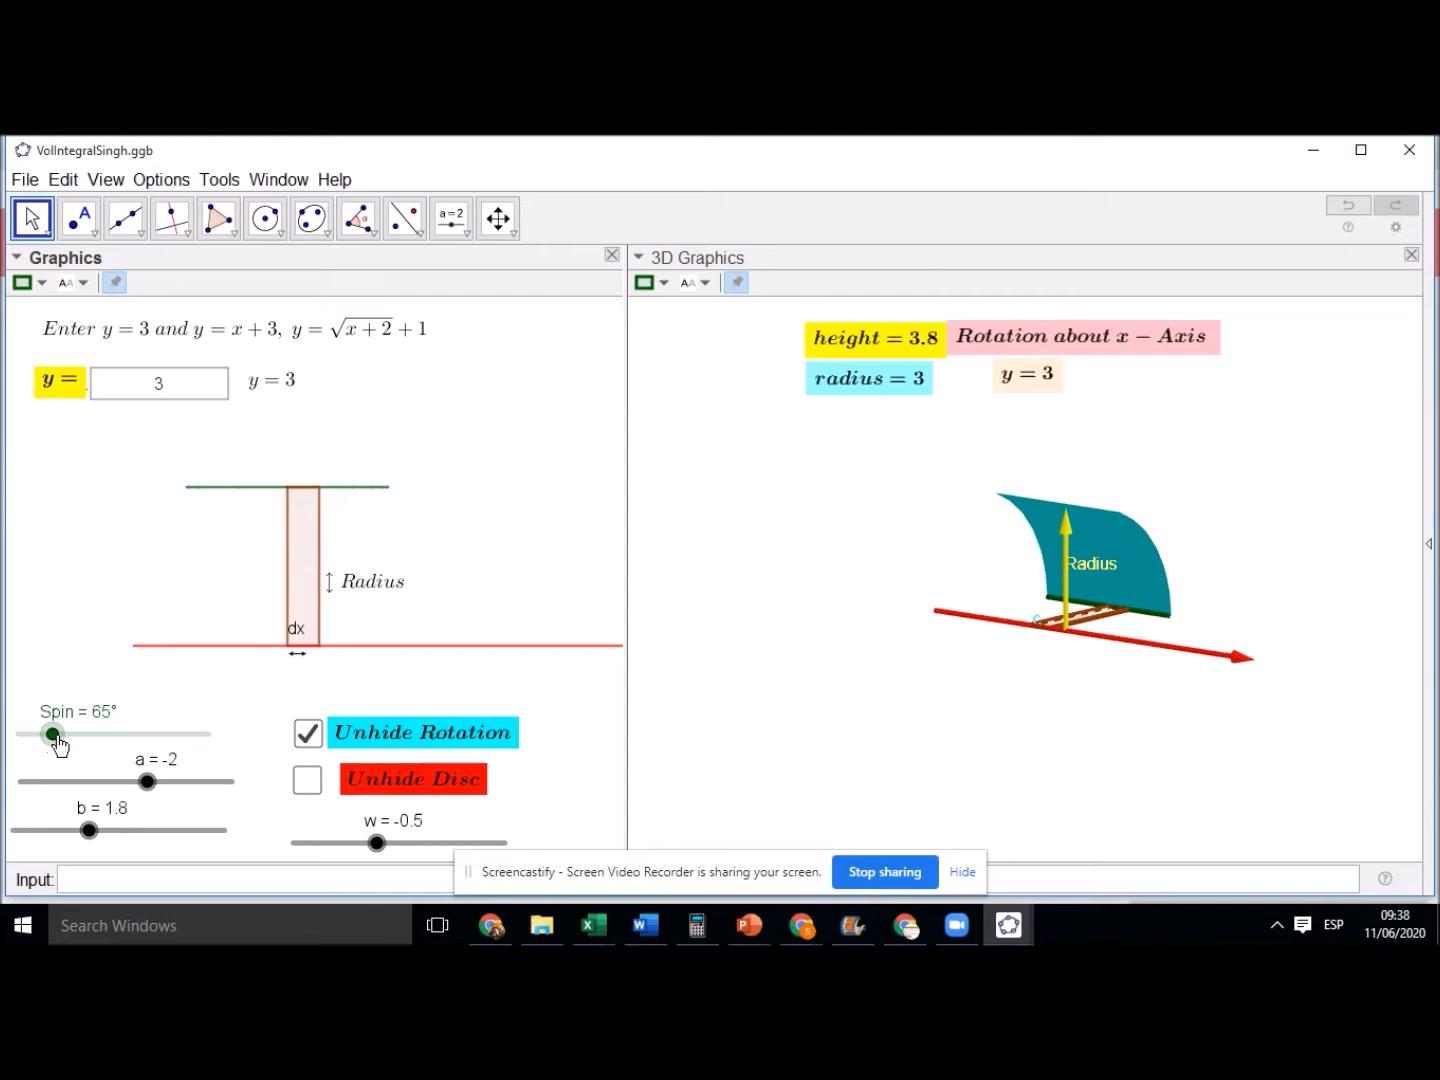 VolIntegralSingh.ggb
File Edit View Options Tools Window Help
A
α
a=2
Graphics
3D Graphics
AA
AA
Enter y = 3 and y = x + 3, y = √x + 2 + 1
y = 3 y = 3
height = 3.8 Rotation about x − Axis
radius = 3 y = 3
Radius
dx
Radius
Spin = 65°
a = -2
b = 1.8
Unhide Rotation
Unhide Disc
w = -0.5
Input:
Screencastify - Screen Video Recorder is sharing your screen. Stop sharing Hide
Search Windows
ESP
09:38
11/06/2020